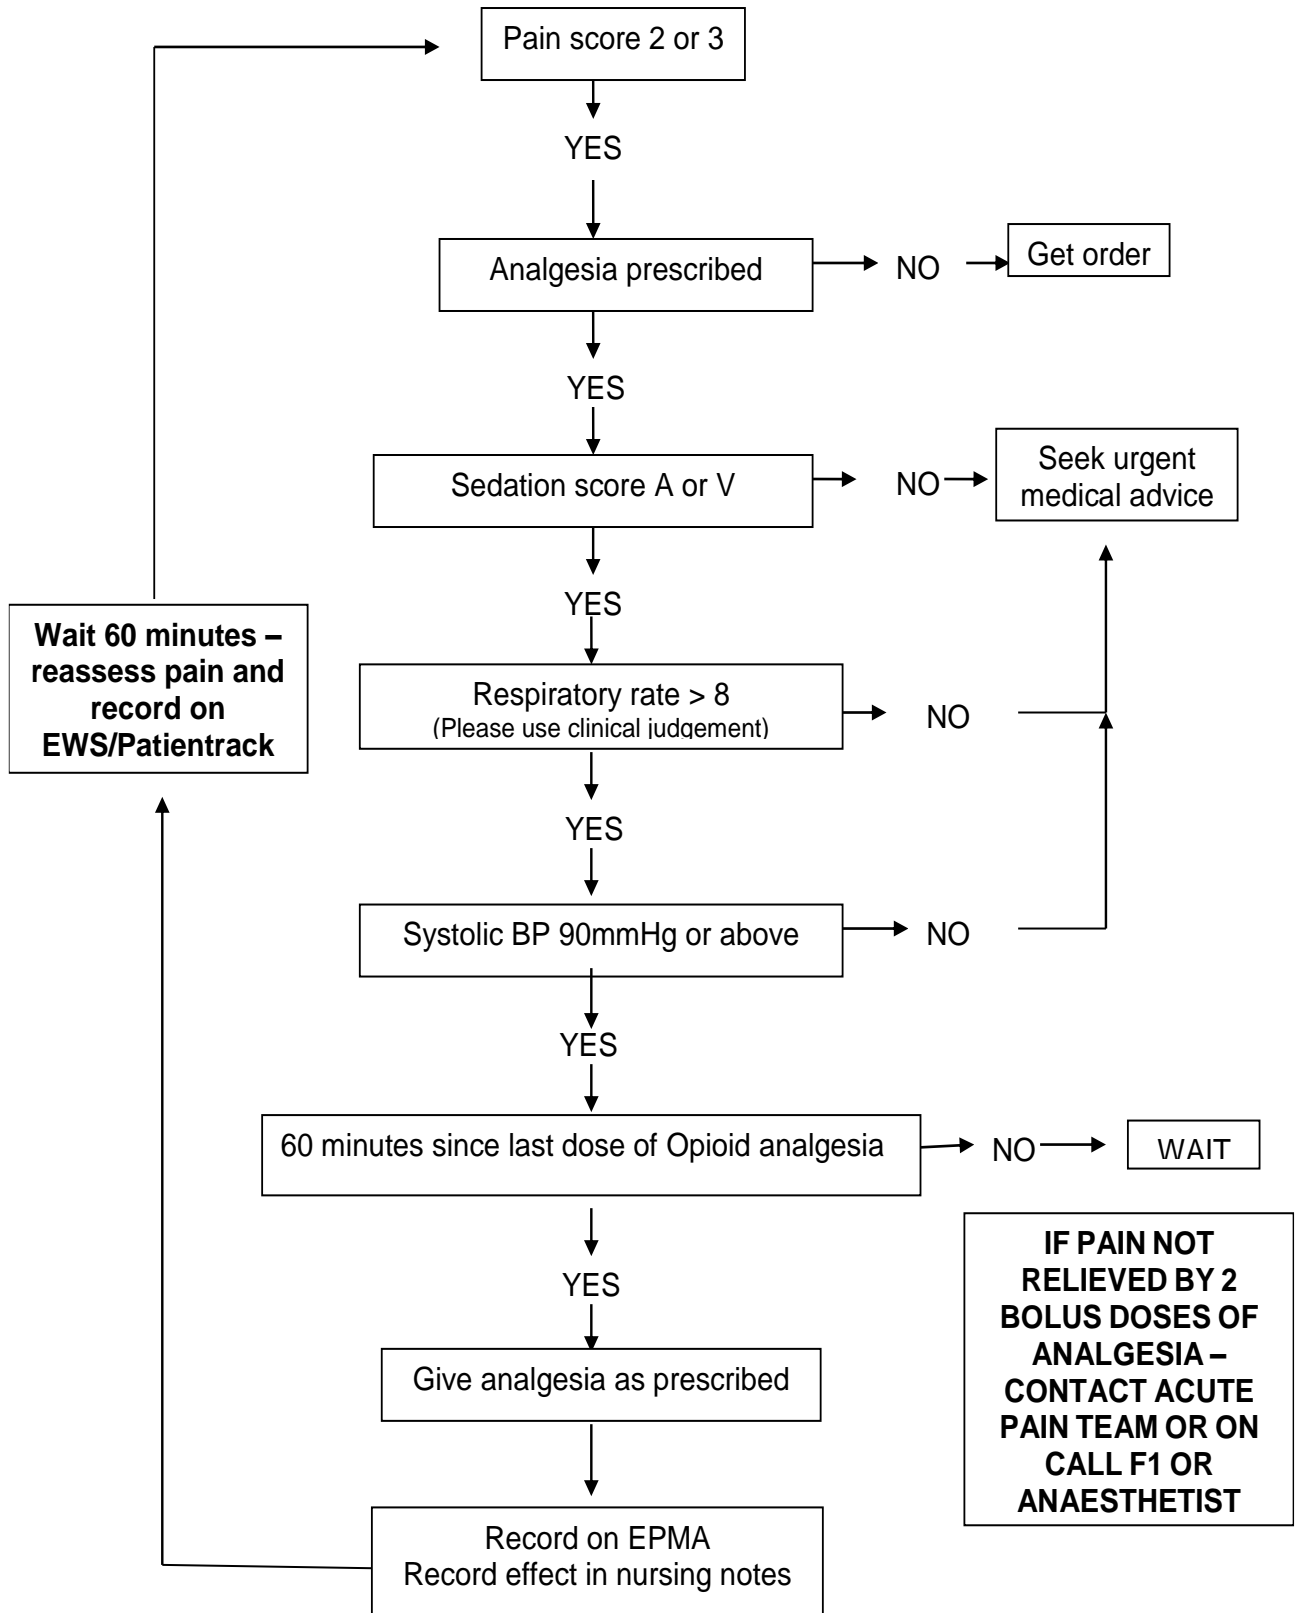 Pain score 2 or 3
YES
Analgesia prescribed
NO
Get order
YES
Sedation score A or V
NO
Seek urgent
medical advice
YES
Wait 60 minutes –
reassess pain and
record on
EWS/Patientrack
Respiratory rate > 8
(Please use clinical judgement)
NO
YES
Systolic BP 90mmHg or above
NO
YES
60 minutes since last dose of Opioid analgesia
NO
WAIT
YES
IF PAIN NOT
RELIEVED BY 2
BOLUS DOSES OF
ANALGESIA –
CONTACT ACUTE
PAIN TEAM OR ON
CALL F1 OR
ANAESTHETIST
Give analgesia as prescribed
Record on EPMA
Record effect in nursing notes